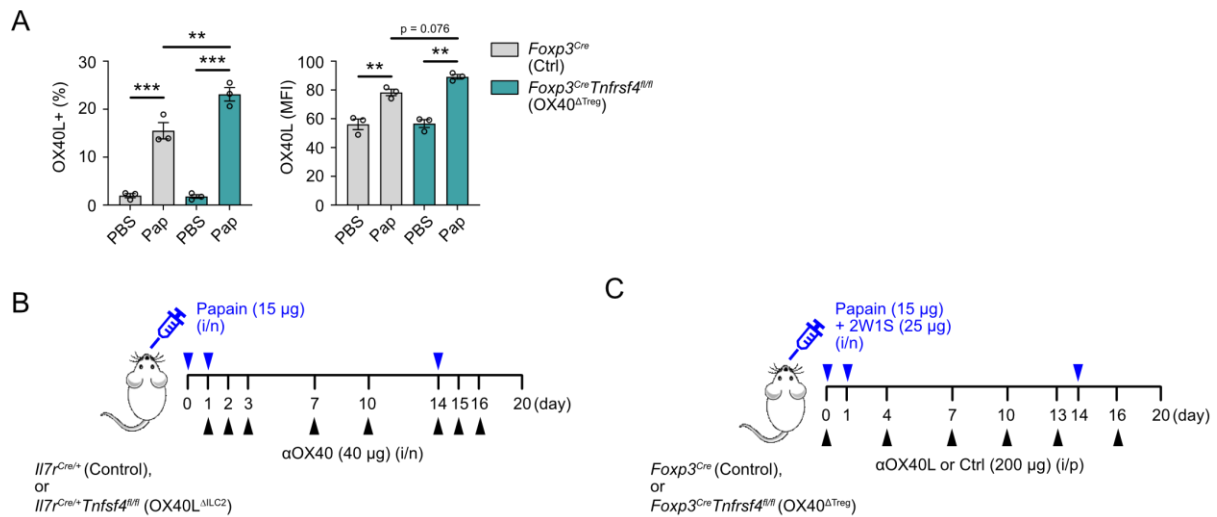 A
OX40L+ (%)
30
20
10
0
PBS
Pap
PBS
Pap
***
***
**
OX40L (MFI)
100
80
60
40
20
0
PBS
Pap
PBS
Pap
**
**
p = 0.076
Foxp3Cre
(Ctrl)
Foxp3CreTnfrsf4fl/fl
(OX40ΔTreg)
B
Papain (15 µg)
(i/n)
0 1 2 3 7 10 14 15 16 20 (day)
αOX40 (40 µg) (i/n)
Il7rCre/+ (Control),
or
Il7rCre/+Tnfsf4fl/fl (OX40LΔILC2)
C
Papain (15 µg)
+ 2W1S (25 µg)
(i/n)
0 1 4 7 10 13 14 16 20 (day)
αOX40L or Ctrl (200 µg) (i/p)
Foxp3Cre (Control),
or
Foxp3CreTnfrsf4fl/fl (OX40ΔTreg)